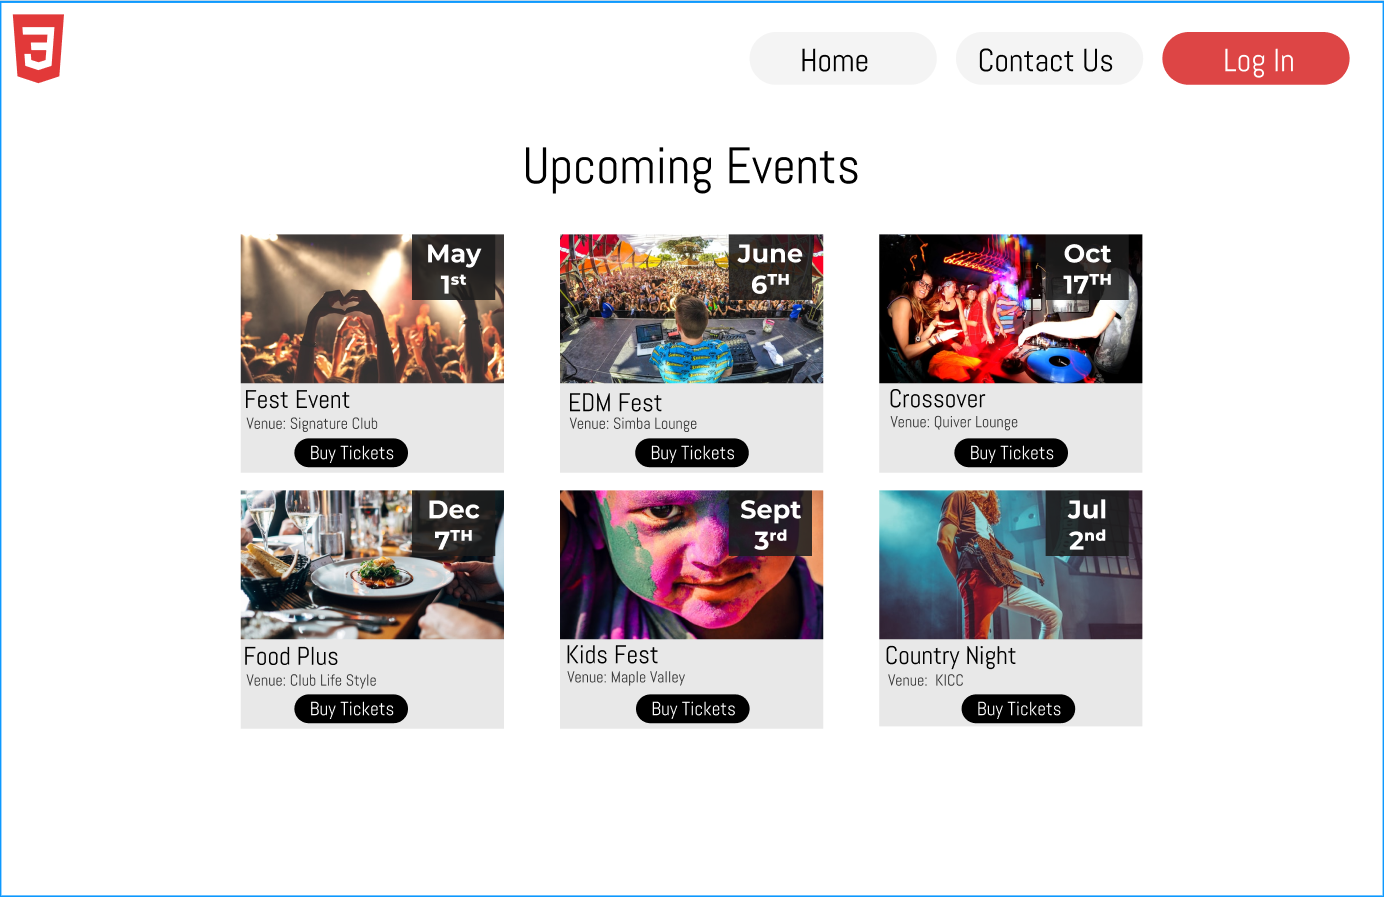 3
Home
Contact Us
Log In
Upcoming Events
May
1st
Fest Event
Venue: Signature Club
Buy Tickets
June
6TH
EDM Fest
Venue: Simba Lounge
Buy Tickets
Oct
17TH
Crossover
Venue: Quiver Lounge
Buy Tickets
Dec
7TH
Food Plus
Venue: Club Life Style
Buy Tickets
Sept
3rd
Kids Fest
Venue: Maple Valley
Buy Tickets
Jul
2nd
Country Night
Venue:  KICC
Buy Tickets